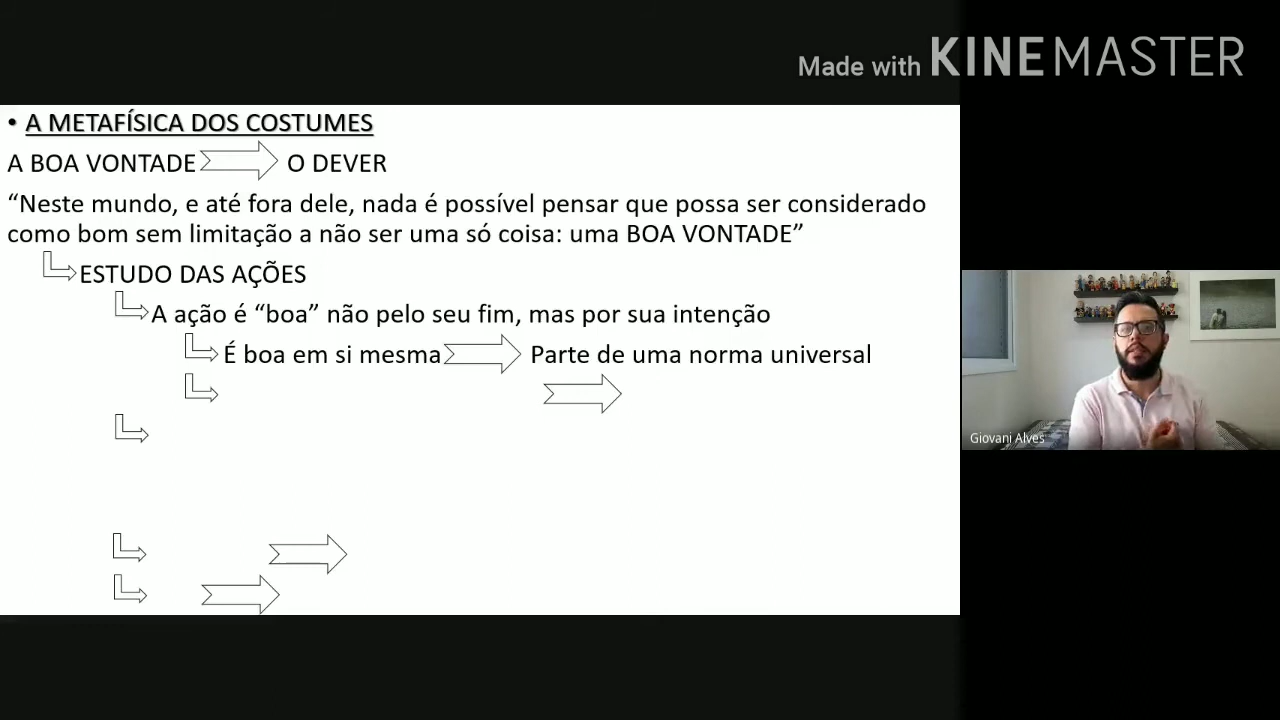 Made with KINEMASTER
• A METAFÍSICA DOS COSTUMES
A BOA VONTADE O DEVER
“Neste mundo, e até fora dele, nada é possível pensar que possa ser considerado
como bom sem limitação a não ser uma só coisa: uma BOA VONTADE”
ESTUDO DAS AÇÕES
A ação é “boa” não pelo seu fim, mas por sua intenção
É boa em si mesma Parte de uma norma universal
Giovani Alves